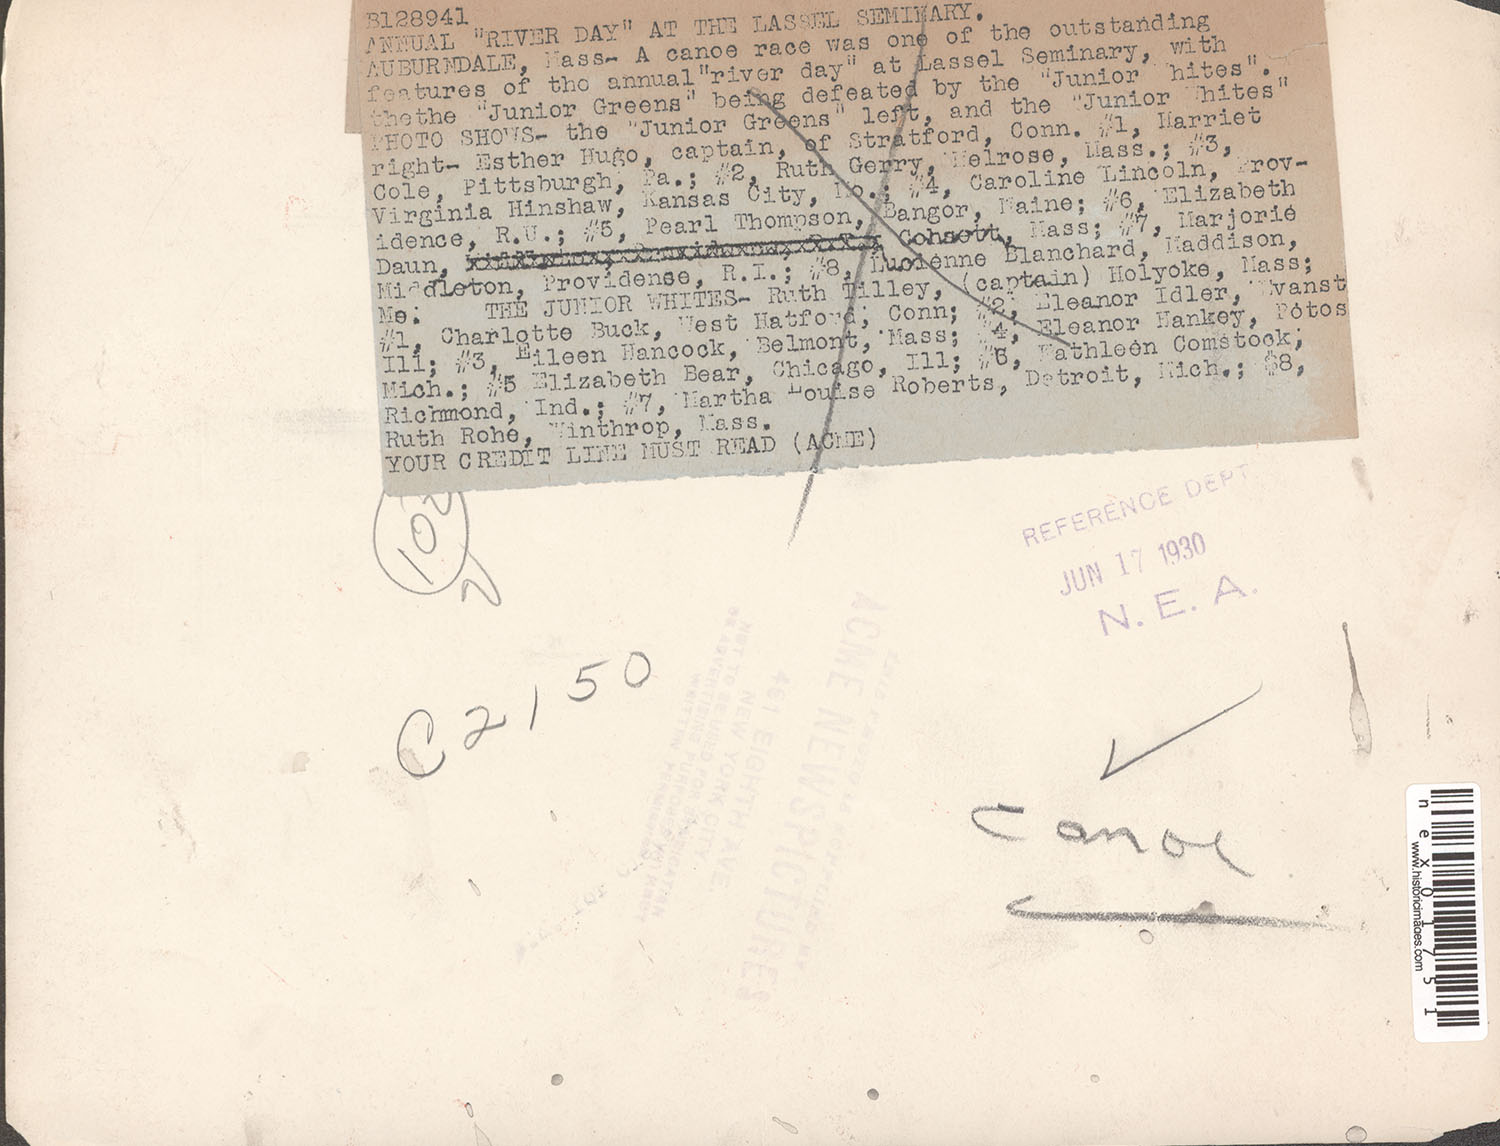 B128941
ANNUAL "RIVER DAY" AT THE LASSEL SEMINARY.
AUBURNDALE, Mass- A canoe race was one of the outstanding
features of tho annual"river day" at Lassel Seminary, with
thethe "Junior Greens" being defeated by the "Junior Whites".
PHOTO SHOWS- the "Junior Greens" left, and the "Junior Whites"
right- Esther Hugo, captain, of Stratford, Conn. #1, Harriet
Cole, Pittsburgh, Pa.; #2, Ruth Gerry, Melrose, Mass.; #3,
Virginia Hinshaw, Kansas City, Mo.; #4, Caroline Lincoln, Prov-
idence, R.U.; #5, Pearl Thompson, Bangor, Maine; #6, Elizabeth
Daun, Cohsett, Mass; #7, Marjorie
Middleton, Providense, R.I.; #8, Lucienne Blanchard, Maddison,
Me. THE JUNIOR WHITES- Ruth Tilley, (captain) Holyoke, Mass;
#1, Charlotte Buck, West Hatford, Conn; #2, Eleanor Idler, Evanst
Ill; #3, Eileen Hancock, Belmont, Mass; #4, Eleanor Hankey, Potos
Mich.; #5 Elizabeth Bear, Chicago, Ill; #6, Kathleen Comstock,
Richmond, Ind.; #7, Martha Louise Roberts, Detroit, Mich.; $8,
Ruth Rohe, Winthrop, Mass.
YOUR CREDIT LINE MUST READ (ACME)
102
REFERENCE DEPT
JUN 17 1930
N. E. A.
C2150
ACME NEWSPICTURES
461 EIGHTH
NEW YORK CITY
canoe
nex01751
www.historicimages.com